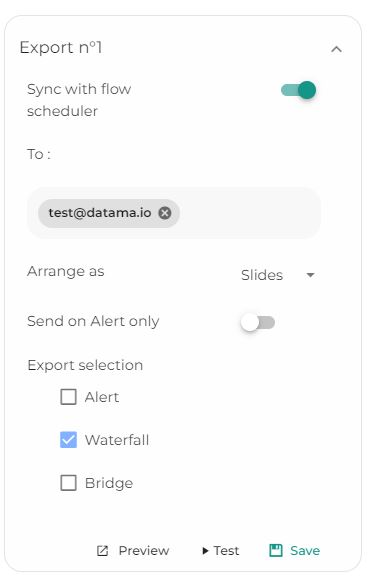 Export n°1
Sync with flow
scheduler
To :
test@datama.io
Arrange as
Slides
Send on Alert only
Export selection
Alert
Waterfall
Bridge
Preview
Test
Save